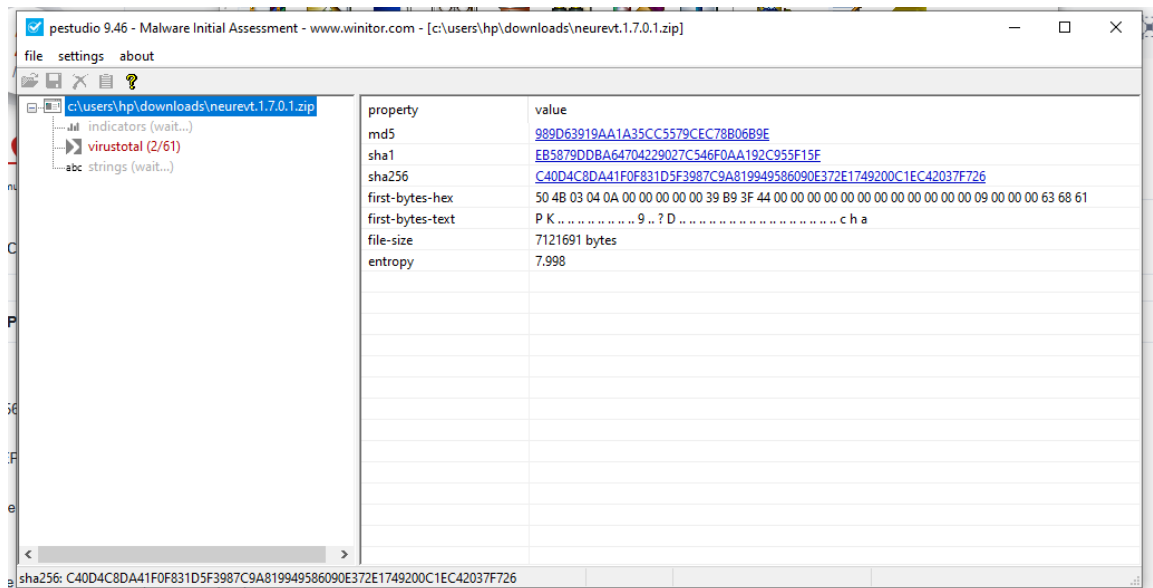 pestudio 9.46 - Malware Initial Assessment - www.winitor.com - [c:\users\hp\downloads\neurevt.1.7.0.1.zip]
file settings about
c:\users\hp\downloads\neurevt.1.7.0.1.zip
indicators (wait...)
virustotal (2/61)
abc strings (wait...)
property value
md5 989D63919AA1A35CC5579CEC78B06B9E
sha1 EB5879DDBA64704229027C546F0AA192C955F15F
sha256 C40D4C8DA41F0F831D5F3987C9A819949586090E372E1749200C1EC42037F726
first-bytes-hex 50 4B 03 04 0A 00 00 00 00 00 39 B9 3F 44 00 00 00 00 00 00 00 00 00 00 00 00 09 00 00 00 63 68 61
first-bytes-text P K .. .. .. .. .. .. .. .. 9 .. ? D .. .. .. .. .. .. .. .. .. .. .. .. .. .. .. .. c h a
file-size 7121691 bytes
entropy 7.998
sha256: C40D4C8DA41F0F831D5F3987C9A819949586090E372E1749200C1EC42037F726